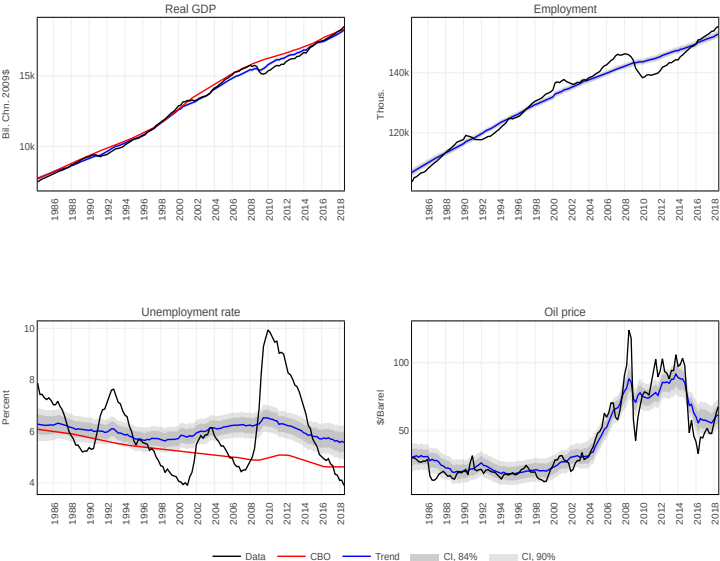 Real GDP
Bil. Chn. 2009$
15k
10k
1986 1988 1990 1992 1994 1996 1998 2000 2002 2004 2006 2008 2010 2012 2014 2016 2018
Employment
Thous.
140k
120k
1986 1988 1990 1992 1994 1996 1998 2000 2002 2004 2006 2008 2010 2012 2014 2016 2018
Unemployment rate
Percent
10
8
6
4
1986 1988 1990 1992 1994 1996 1998 2000 2002 2004 2006 2008 2010 2012 2014 2016 2018
Oil price
$/Barrel
100
50
1986 1988 1990 1992 1994 1996 1998 2000 2002 2004 2006 2008 2010 2012 2014 2016 2018
Data CBO Trend CI, 84% CI, 90%